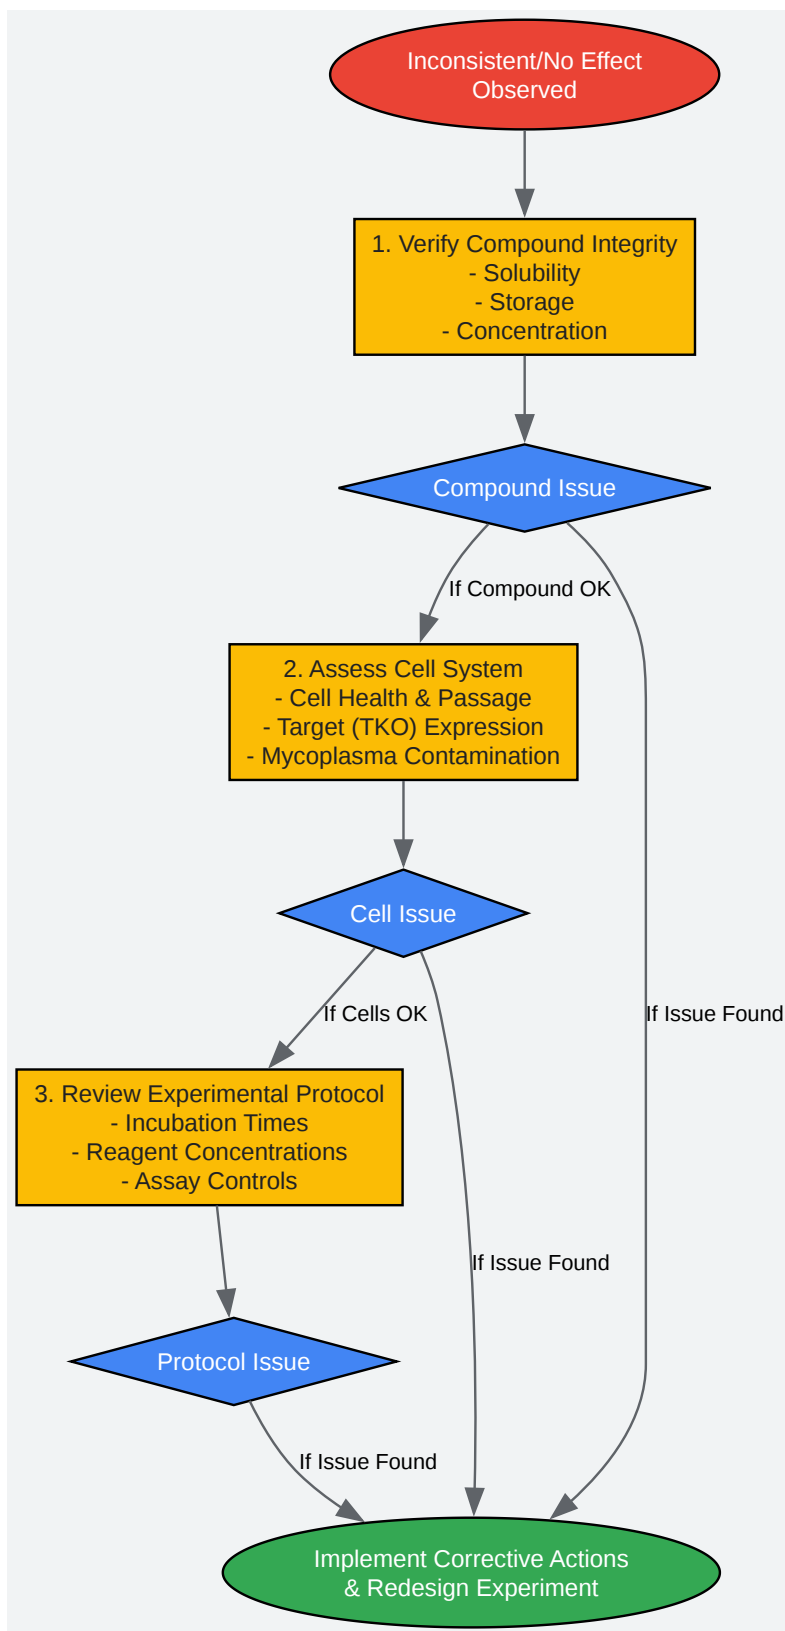 Inconsistent/No Effect
Observed
1. Verify Compound Integrity
- Solubility
- Storage
- Concentration
Compound Issue
If Compound OK
2. Assess Cell System
- Cell Health & Passage
- Target (TKO) Expression
- Mycoplasma Contamination
Cell Issue
If Cells OK
If Issue Found
3. Review Experimental Protocol
- Incubation Times
- Reagent Concentrations
- Assay Controls
If Issue Found
Protocol Issue
If Issue Found
Implement Corrective Actions
& Redesign Experiment